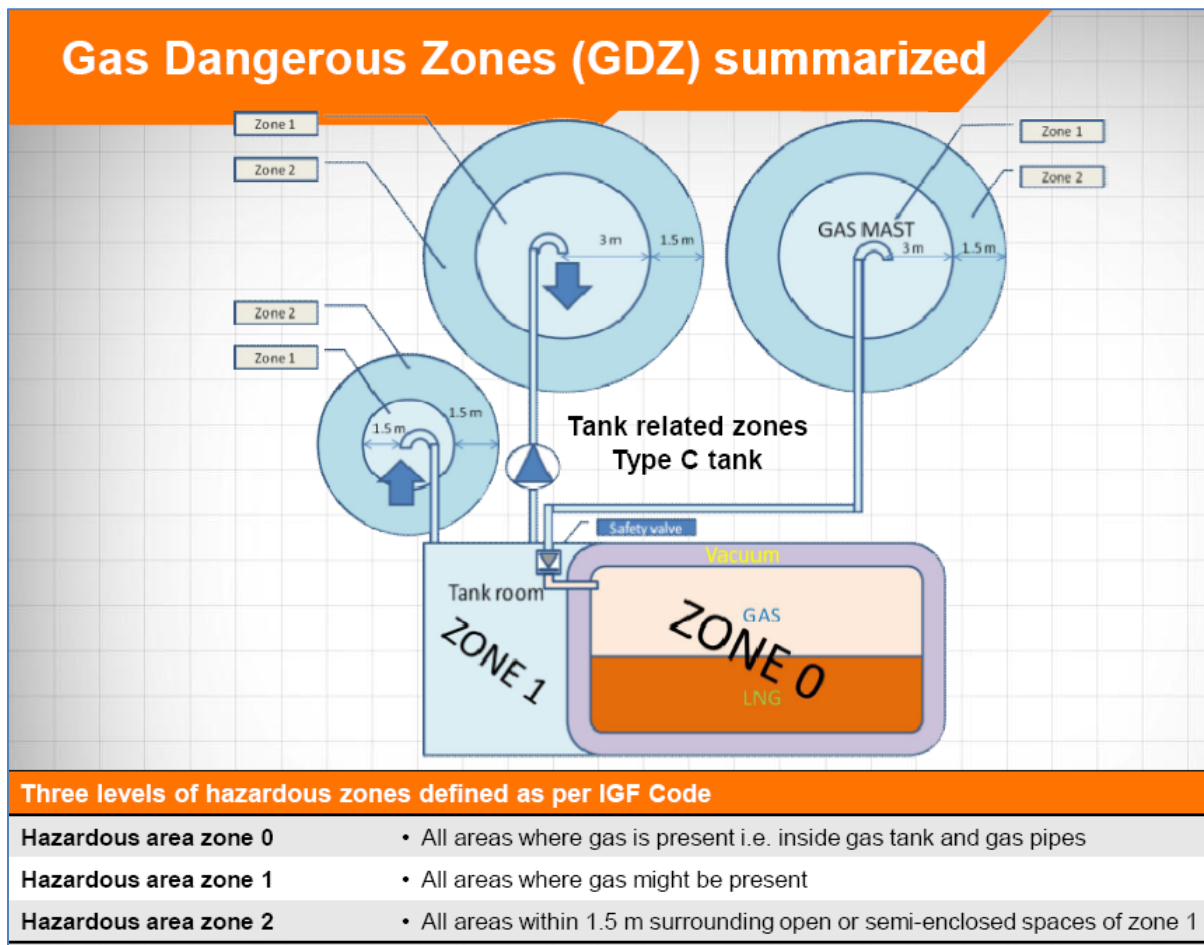 Gas Dangerous Zones (GDZ) summarized
Zone 1
Zone 2
Zone 1
Zone 2
GAS MAST
3 m
1.5 m
3 m
1.5 m
Zone 2
Zone 1
1.5 m
1.5 m
Tank related zones
Type C tank
Safety valve
Vacuum
Tank room
ZONE 1
GAS
ZONE 0
LNG
Three levels of hazardous zones defined as per IGF Code
Hazardous area zone 0 • All areas where gas is present i.e. inside gas tank and gas pipes
Hazardous area zone 1 • All areas where gas might be present
Hazardous area zone 2 • All areas within 1.5 m surrounding open or semi-enclosed spaces of zone 1